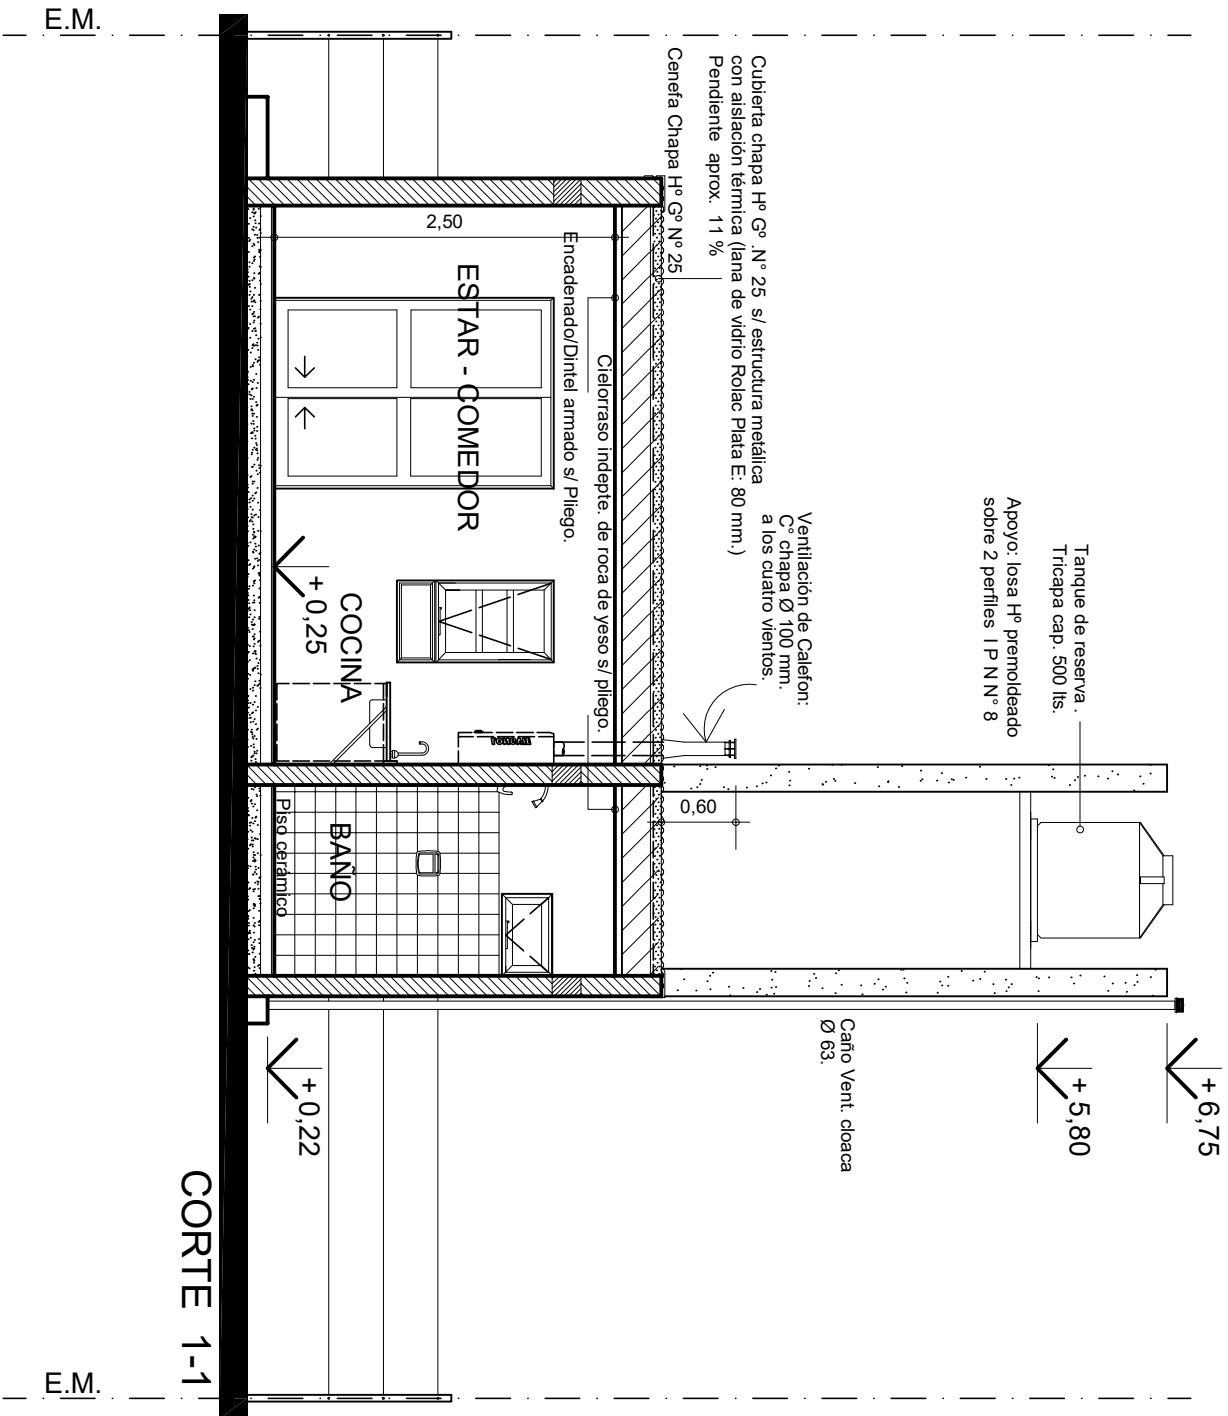 E.M.
Tanque de reserva .
Tricapa cap. 500 lts.
Apoyo: losa Hº premoldeado
sobre 2 perfiles I P N N° 8
+ 6,75
+ 5,80
Ventilación de Calefon:
C° chapa Ø 100 mm.
a los cuatro vientos.
Cubierta chapa Hº Gº .N° 25 s/ estructura metálica
con aislación térmica (lana de vidrio Rolac Plata E: 80 mm.)
Pendiente aprox. 11 %
Cenefa Chapa Hº Gº N° 25
0,60
Caño Vent. cloaca
Ø 63.
Cielorraso indepte. de roca de yeso s/ pliego.
Encadenado/Dintel armado s/ Pliego.
2,50
ESTAR - COMEDOR
COCINA
+ 0,25
BAÑO
Piso cerámico
+ 0,22
CORTE 1-1
E.M.